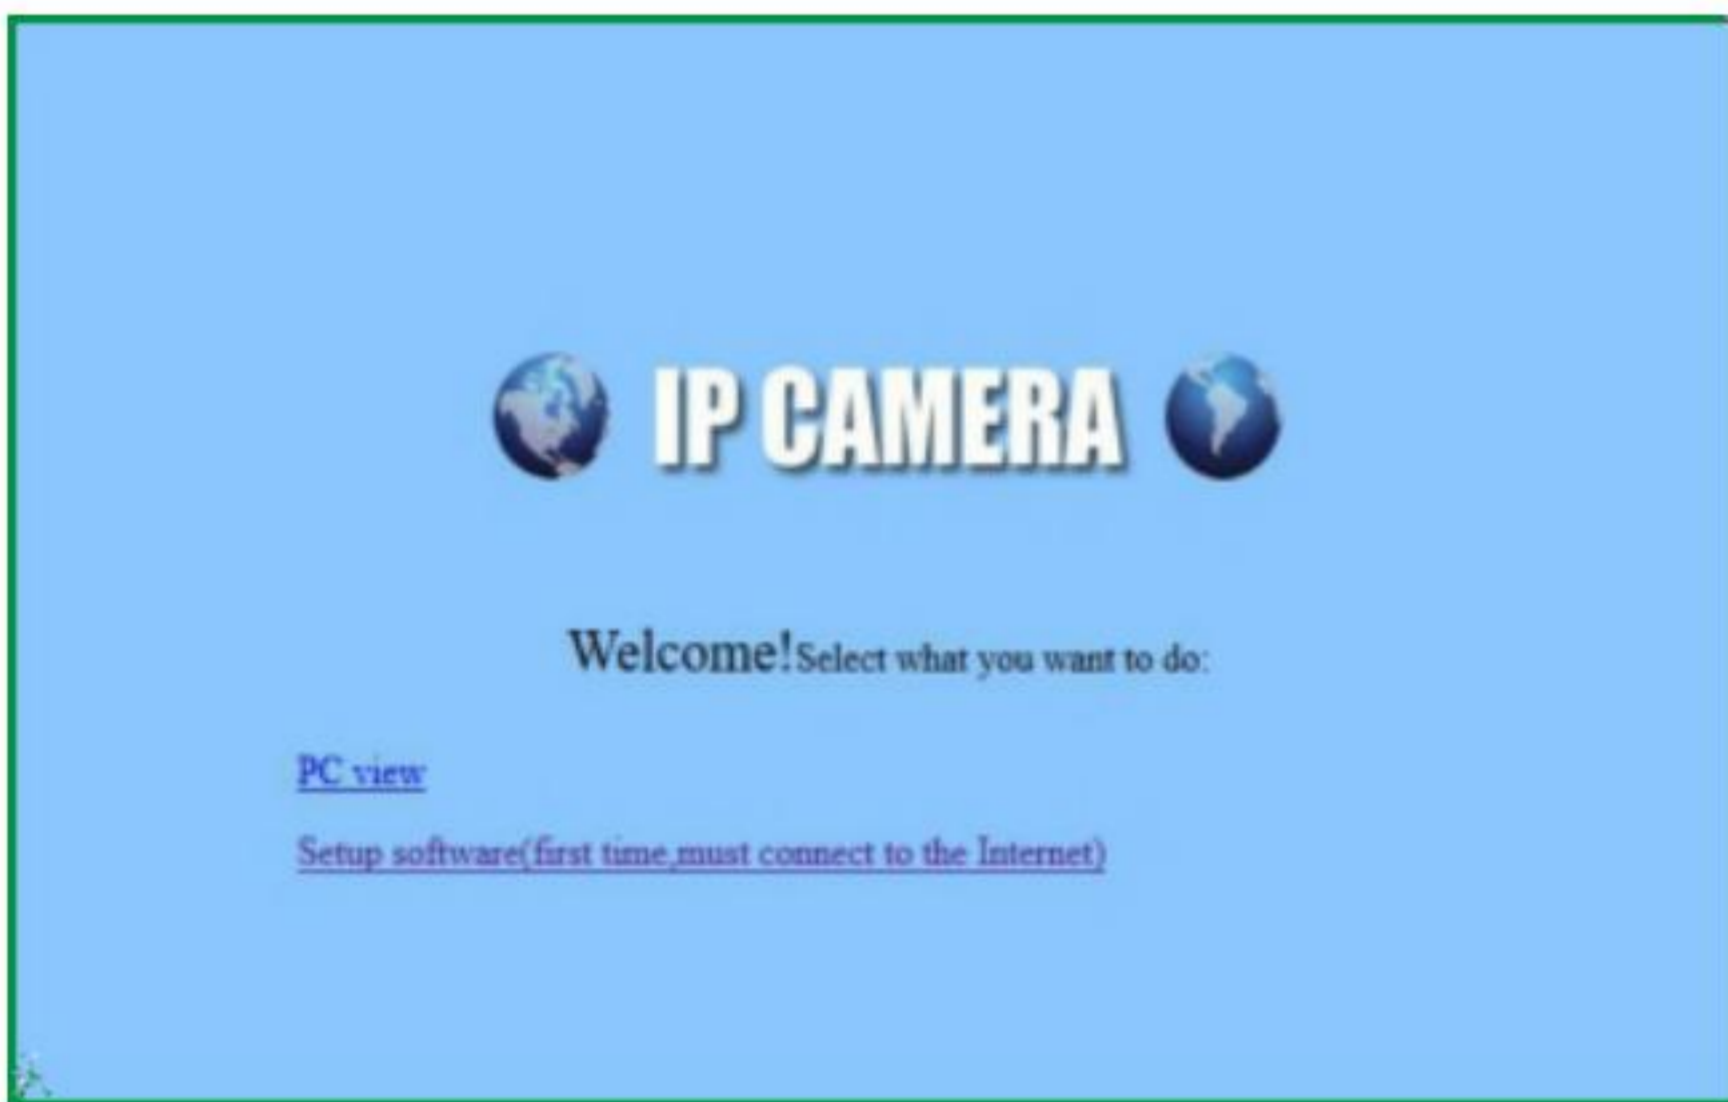 IP CAMERA
Welcome!Select what you want to do:
PC view
Setup software(first time,must connect to the Internet)